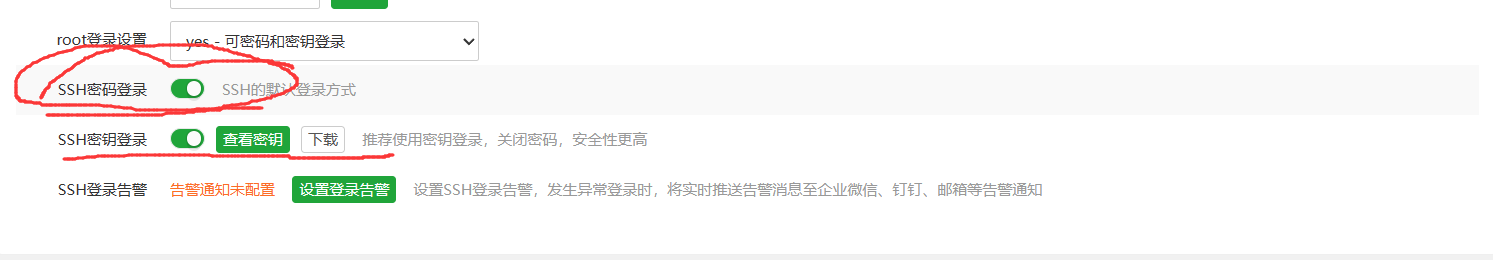 root登录设置 yes - 可密码和密钥登录
SSH密码登录 SSH的默认登录方式
SSH密钥登录 查看密钥 下载 推荐使用密钥登录，关闭密码，安全性更高
SSH登录告警 告警通知未配置 设置登录告警 设置SSH登录告警，发生异常登录时，将实时推送告警消息至企业微信、钉钉、邮箱等告警通知